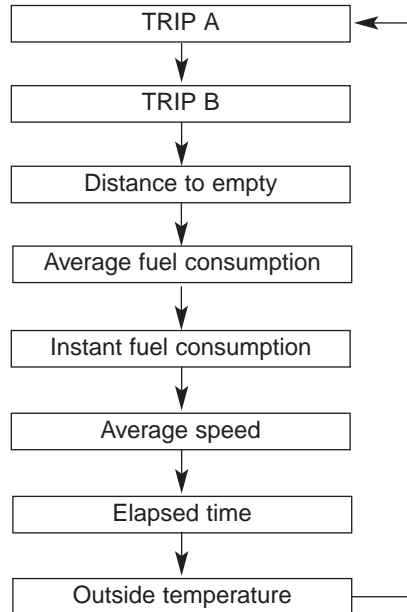 TRIP A
TRIP B
Distance to empty
Average fuel consumption
Instant fuel consumption
Average speed
Elapsed time
Outside temperature